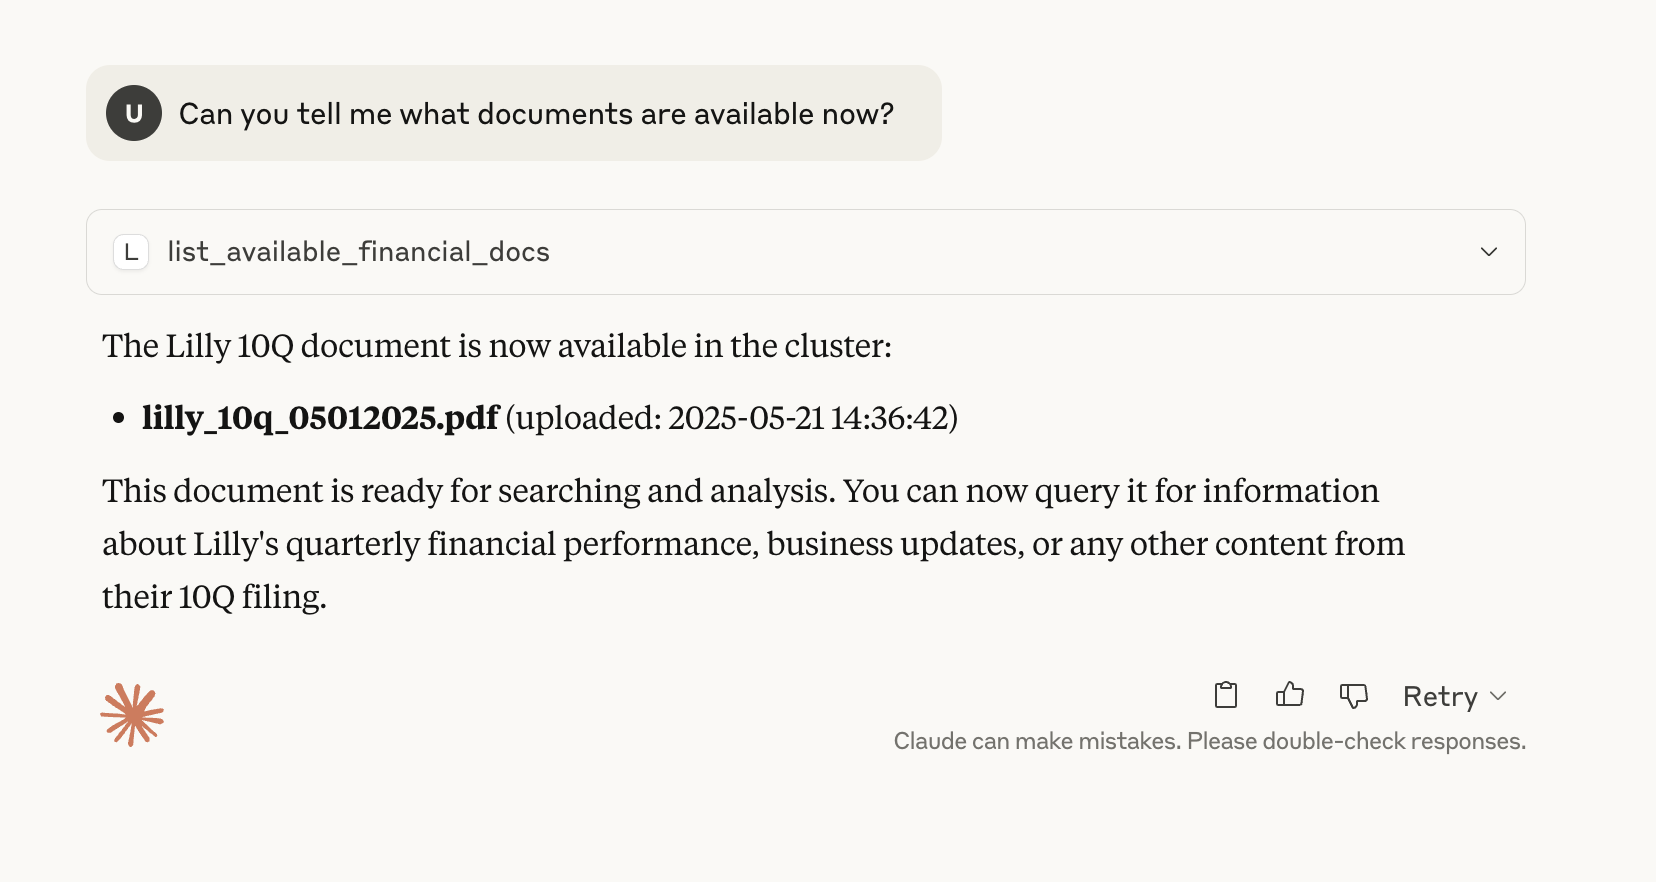 U
Can you tell me what documents are available now?
L
list_available_financial_docs
The Lilly 10Q document is now available in the cluster:
• lilly_10q_05012025.pdf (uploaded: 2025-05-21 14:36:42)
This document is ready for searching and analysis. You can now query it for information
about Lilly's quarterly financial performance, business updates, or any other content from
their 10Q filing.
Retry
Claude can make mistakes. Please double-check responses.